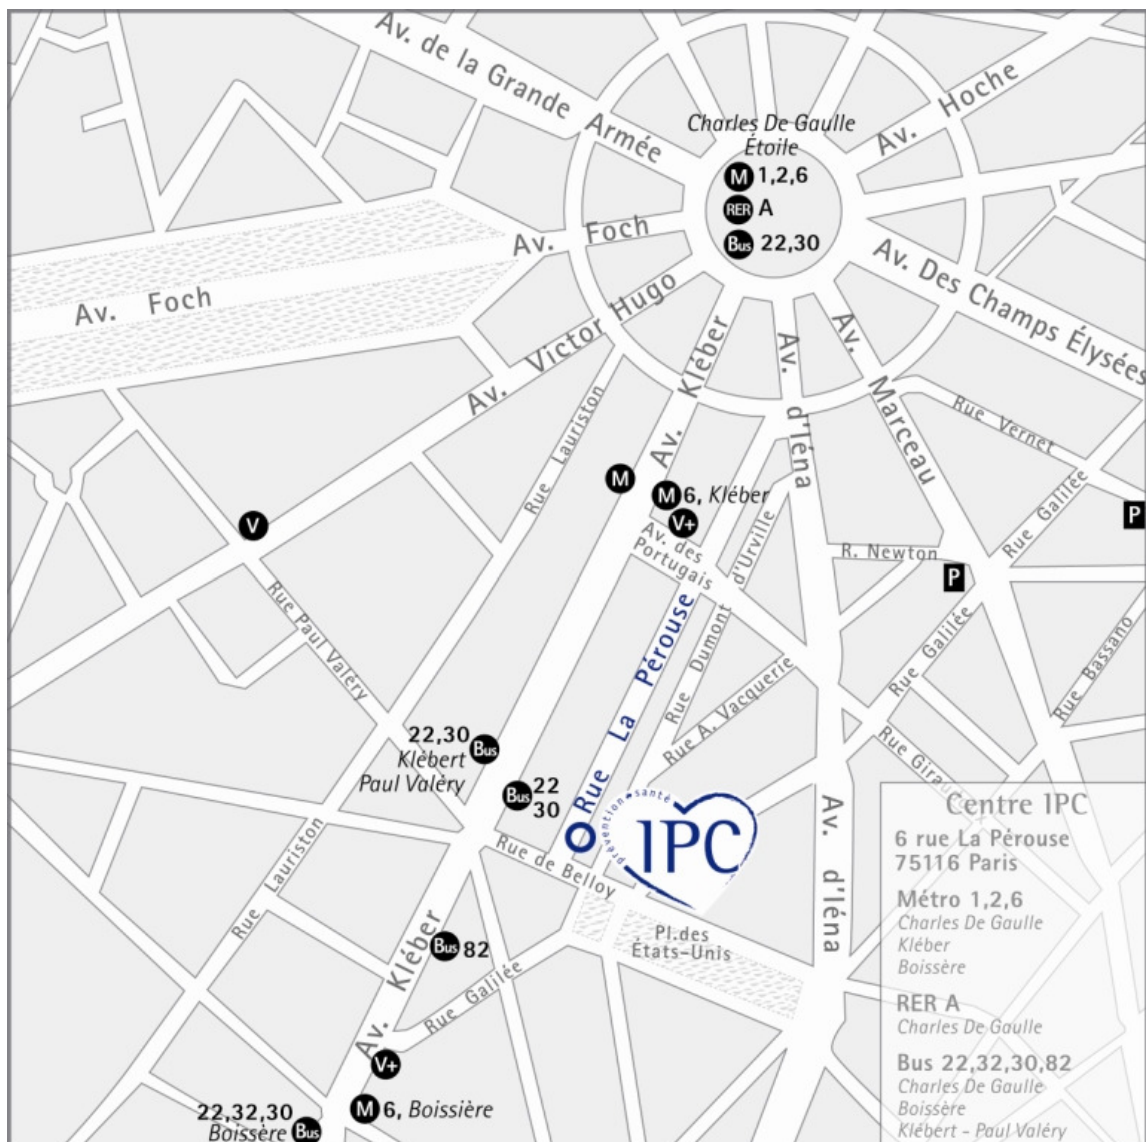 Av. de la Grande Armée
Av. Hoche
Charles De Gaulle
Étoile
M 1,2,6
RER A
Bus 22,30
Av. Foch
Av. Foch
Av. Victor Hugo
Av. Des Champs Élysées
Av. Kléber
Av. d'Iéna
Av. Marceau
Rue Vernet
Rue Lauriston
M
M 6, Kléber
V+
Av. des
Portugais
Rue Galilée
P
V
R. Newton
P
Rue Paul Valéry
Rue La Pérouse
Rue Dumont d'Urville
Rue A. Vacquerie
Rue Galilée
Rue Bassano
22,30 Bus
Klébert
Paul Valéry
Bus 22
30
Rue Giraud
prévention santé
IPC
Rue de Belloy
Rue Lauriston
Av. d'Iéna
Pl.des
États-Unis
Av. Kléber
Bus 82
Rue Galilée
V+
M 6, Boissière
22,32,30
Boissère Bus
Centre IPC
6 rue La Pérouse
75116 Paris
Métro 1,2,6
Charles De Gaulle
Kléber
Boissère
RER A
Charles De Gaulle
Bus 22,32,30,82
Charles De Gaulle
Boissère
Klébert - Paul Valéry